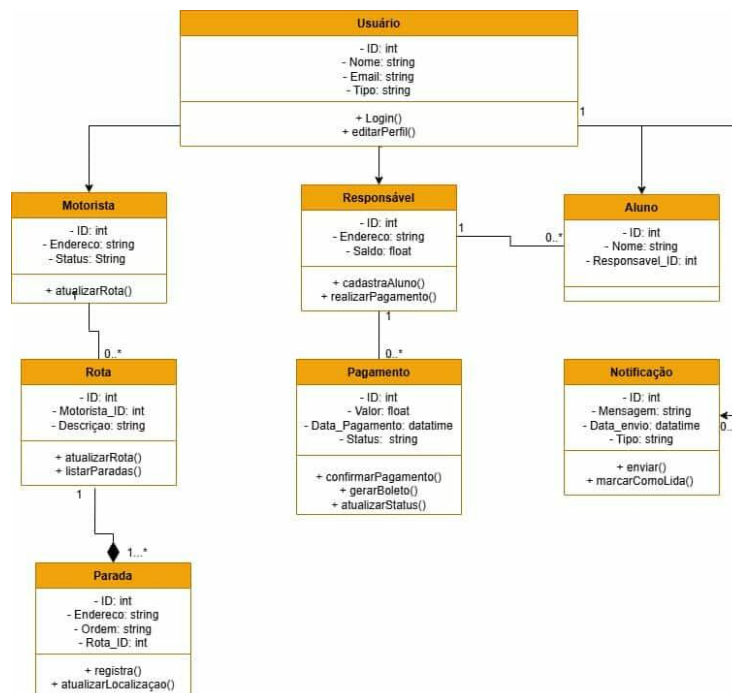 Usuário
- ID: int
- Nome: string
- Email: string
- Tipo: string
+ Login()
+ editarPerfil()
1
Motorista
- ID: int
- Endereco: string
- Status: String
+ atualizarRota()
1
Responsável
- ID: int
- Endereco: string
- Saldo: float
+ cadastraAluno()
+ realizarPagamento()
1
0..*
Aluno
- ID: int
- Nome: string
- Responsavel_ID: int
1
0..*
0..*
Rota
- ID: int
- Motorista_ID: int
- Descriçao: string
+ atualizarRota()
+ listarParadas()
1
Pagamento
- ID: int
- Valor: float
- Data_Pagamento: datatime
- Status: string
+ confirmarPagamento()
+ gerarBoleto()
+ atualizarStatus()
Notificação
- ID: int
- Mensagem: string
- Data_envio: datatime
- Tipo: string
+ enviar()
+ marcarComoLida()
0..
1...*
Parada
- ID: int
- Endereco: string
- Ordem: string
- Rota_ID: int
+ registra()
+ atualizarLocalizaçao()